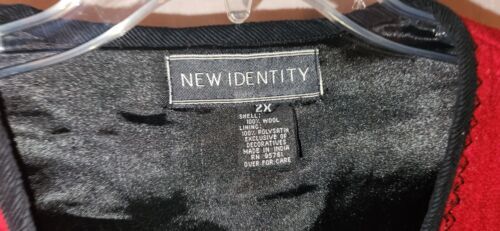 NEW IDENTITY
2X
SHELL:
100% WOOL
LINING:
100% POLYSATIN
EXCLUSIVE OF
DECORATIVES
MADE IN INDIA
RN 95761
OVER FOR CARE